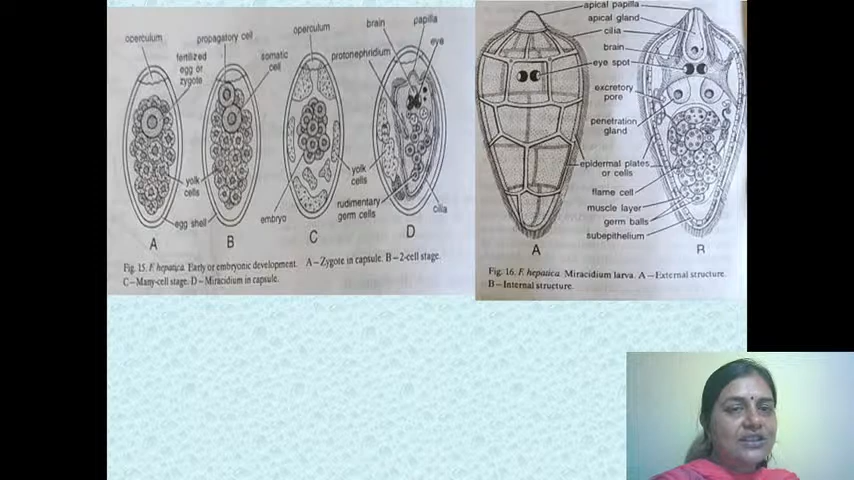 operculum
fertilized
egg or
zygote
propagatory cell
somatic
cell
operculum
protonephridium
brain
papilla
eye
yolk
cells
egg shell
embryo
yolk
cells
rudimentary
germ cells
cilia
A
B
C
D
Fig. 15. F. hepatica. Early or embryonic development. A–Zygote in capsule. B–2-cell stage.
C–Many-cell stage. D–Miracidium in capsule.
apical papilla
apical gland
cilia
brain
eye spot
excretory
pore
penetration
gland
epidermal plates
or cells
flame cell
muscle layer
germ balls
subepithelium
A
B
Fig. 16. F. hepatica. Miracidium larva. A–External structure.
B–Internal structure.